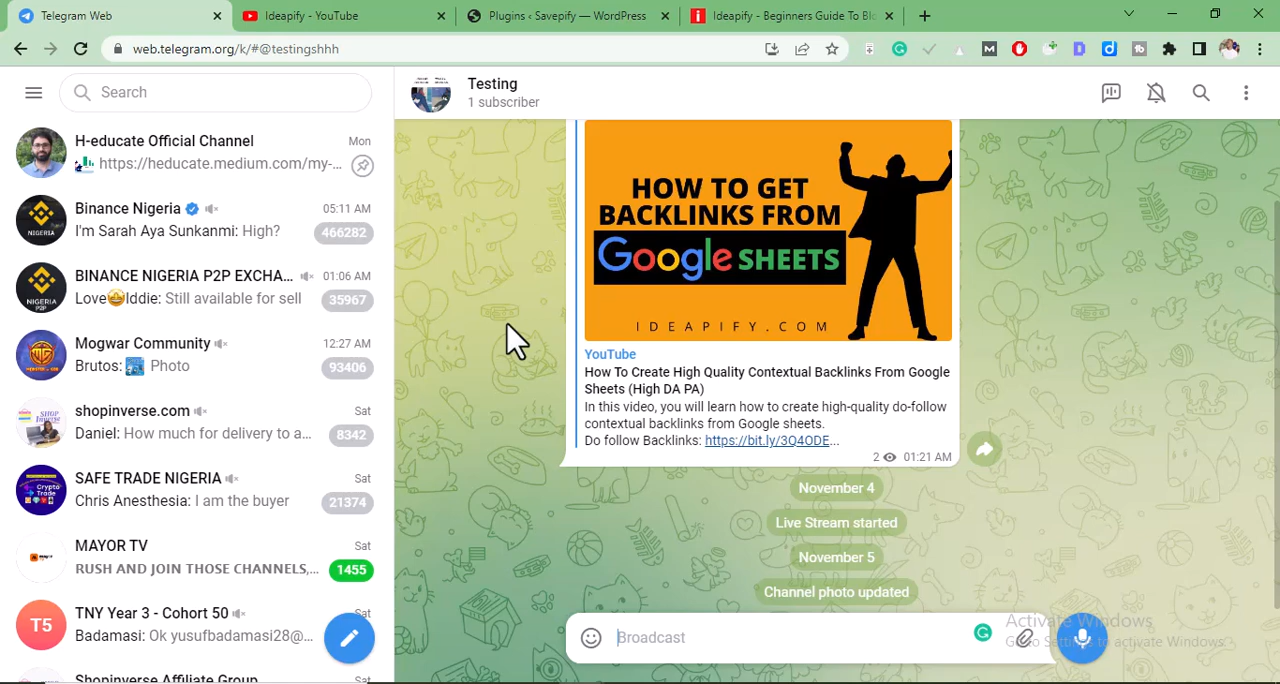 Telegram Web
Ideapify - YouTube
Plugins ‹ Savepify — WordPress
Ideapify - Beginners Guide To Blo
web.telegram.org/k/#@testingshhh
Search
Testing
1 subscriber
H-educate Official Channel
Mon
https://heducate.medium.com/my-...
Binance Nigeria
05:11 AM
I'm Sarah Aya Sunkanmi: High?
466282
BINANCE NIGERIA P2P EXCHA...
01:06 AM
Love🤩Iddie: Still available for sell
35967
Mogwar Community
12:27 AM
Brutos: Photo
93406
shopinverse.com
Sat
Daniel: How much for delivery to a...
8342
SAFE TRADE NIGERIA
Sat
Chris Anesthesia: I am the buyer
21374
MAYOR TV
Sat
RUSH AND JOIN THOSE CHANNELS,...
1455
T5
TNY Year 3 - Cohort 50
Sat
Badamasi: Ok yusufbadamasi28@...
Shopinverse Affiliate Group
HOW TO GET
BACKLINKS FROM
Google SHEETS
IDEAPIFY.COM
YouTube
How To Create High Quality Contextual Backlinks From Google
Sheets (High DA PA)
In this video, you will learn how to create high-quality do-follow
contextual backlinks from Google sheets.
Do follow Backlinks: https://bit.ly/3Q4ODE...
2 01:21 AM
November 4
Live Stream started
November 5
Channel photo updated
Broadcast
Activate Windows
Go to Settings to activate Windows.